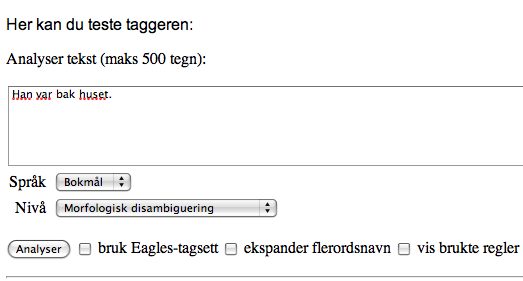 Her kan du teste taggeren:
Analyser tekst (maks 500 tegn):
Han var bak huset.
Språk Bokmål
Nivå Morfologisk disambiguering
Analyser bruk Eagles-tagsett ekspander flerordsnavn vis brukte regler